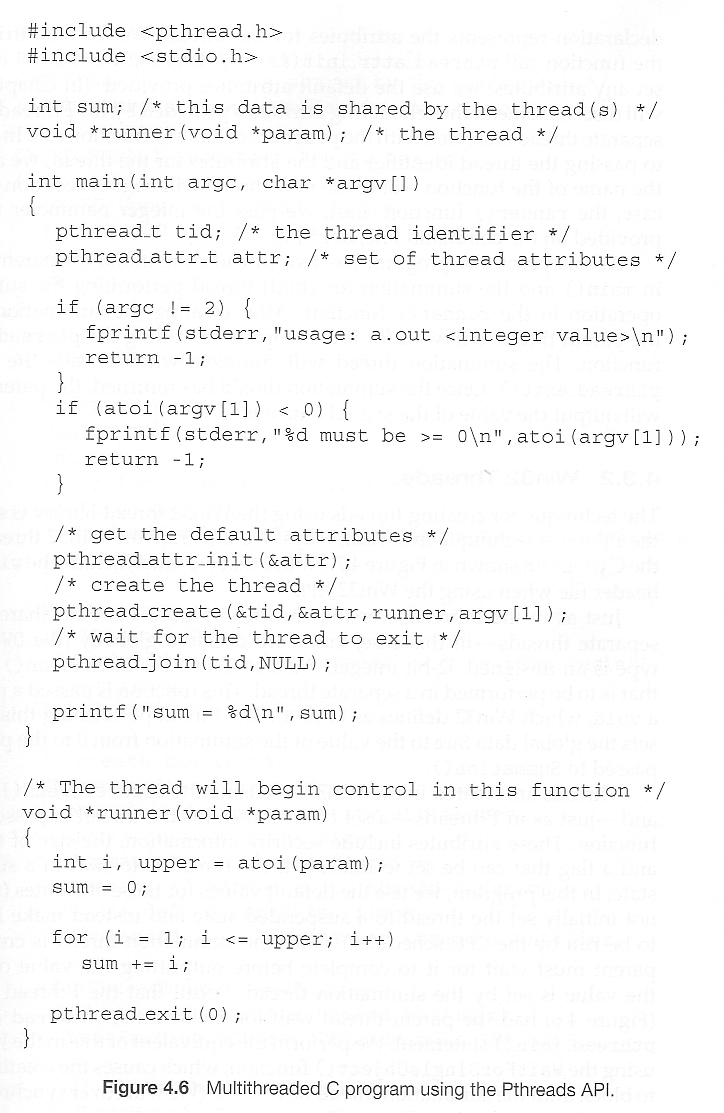 #include <pthread.h>
#include <stdio.h>
int sum; /* this data is shared by the thread(s) */
void *runner(void *param); /* the thread */
int main(int argc, char *argv[])
{
pthread_t tid; /* the thread identifier */
pthread_attr_t attr; /* set of thread attributes */
if (argc != 2) {
fprintf(stderr,"usage: a.out <integer value>\n");
return -1;
}
if (atoi(argv[1]) < 0) {
fprintf(stderr,"%d must be >= 0\n",atoi(argv[1]));
return -1;
}
/* get the default attributes */
pthread_attr_init(&attr);
/* create the thread */
pthread_create(&tid,&attr,runner,argv[1]);
/* wait for the thread to exit */
pthread_join(tid,NULL);
printf("sum = %d\n",sum);
}
/* The thread will begin control in this function */
void *runner(void *param)
{
int i, upper = atoi(param);
sum = 0;
for (i = 1; i <= upper; i++)
sum += i;
pthread_exit(0);
}
Figure 4.6 Multithreaded C program using the Pthreads API.